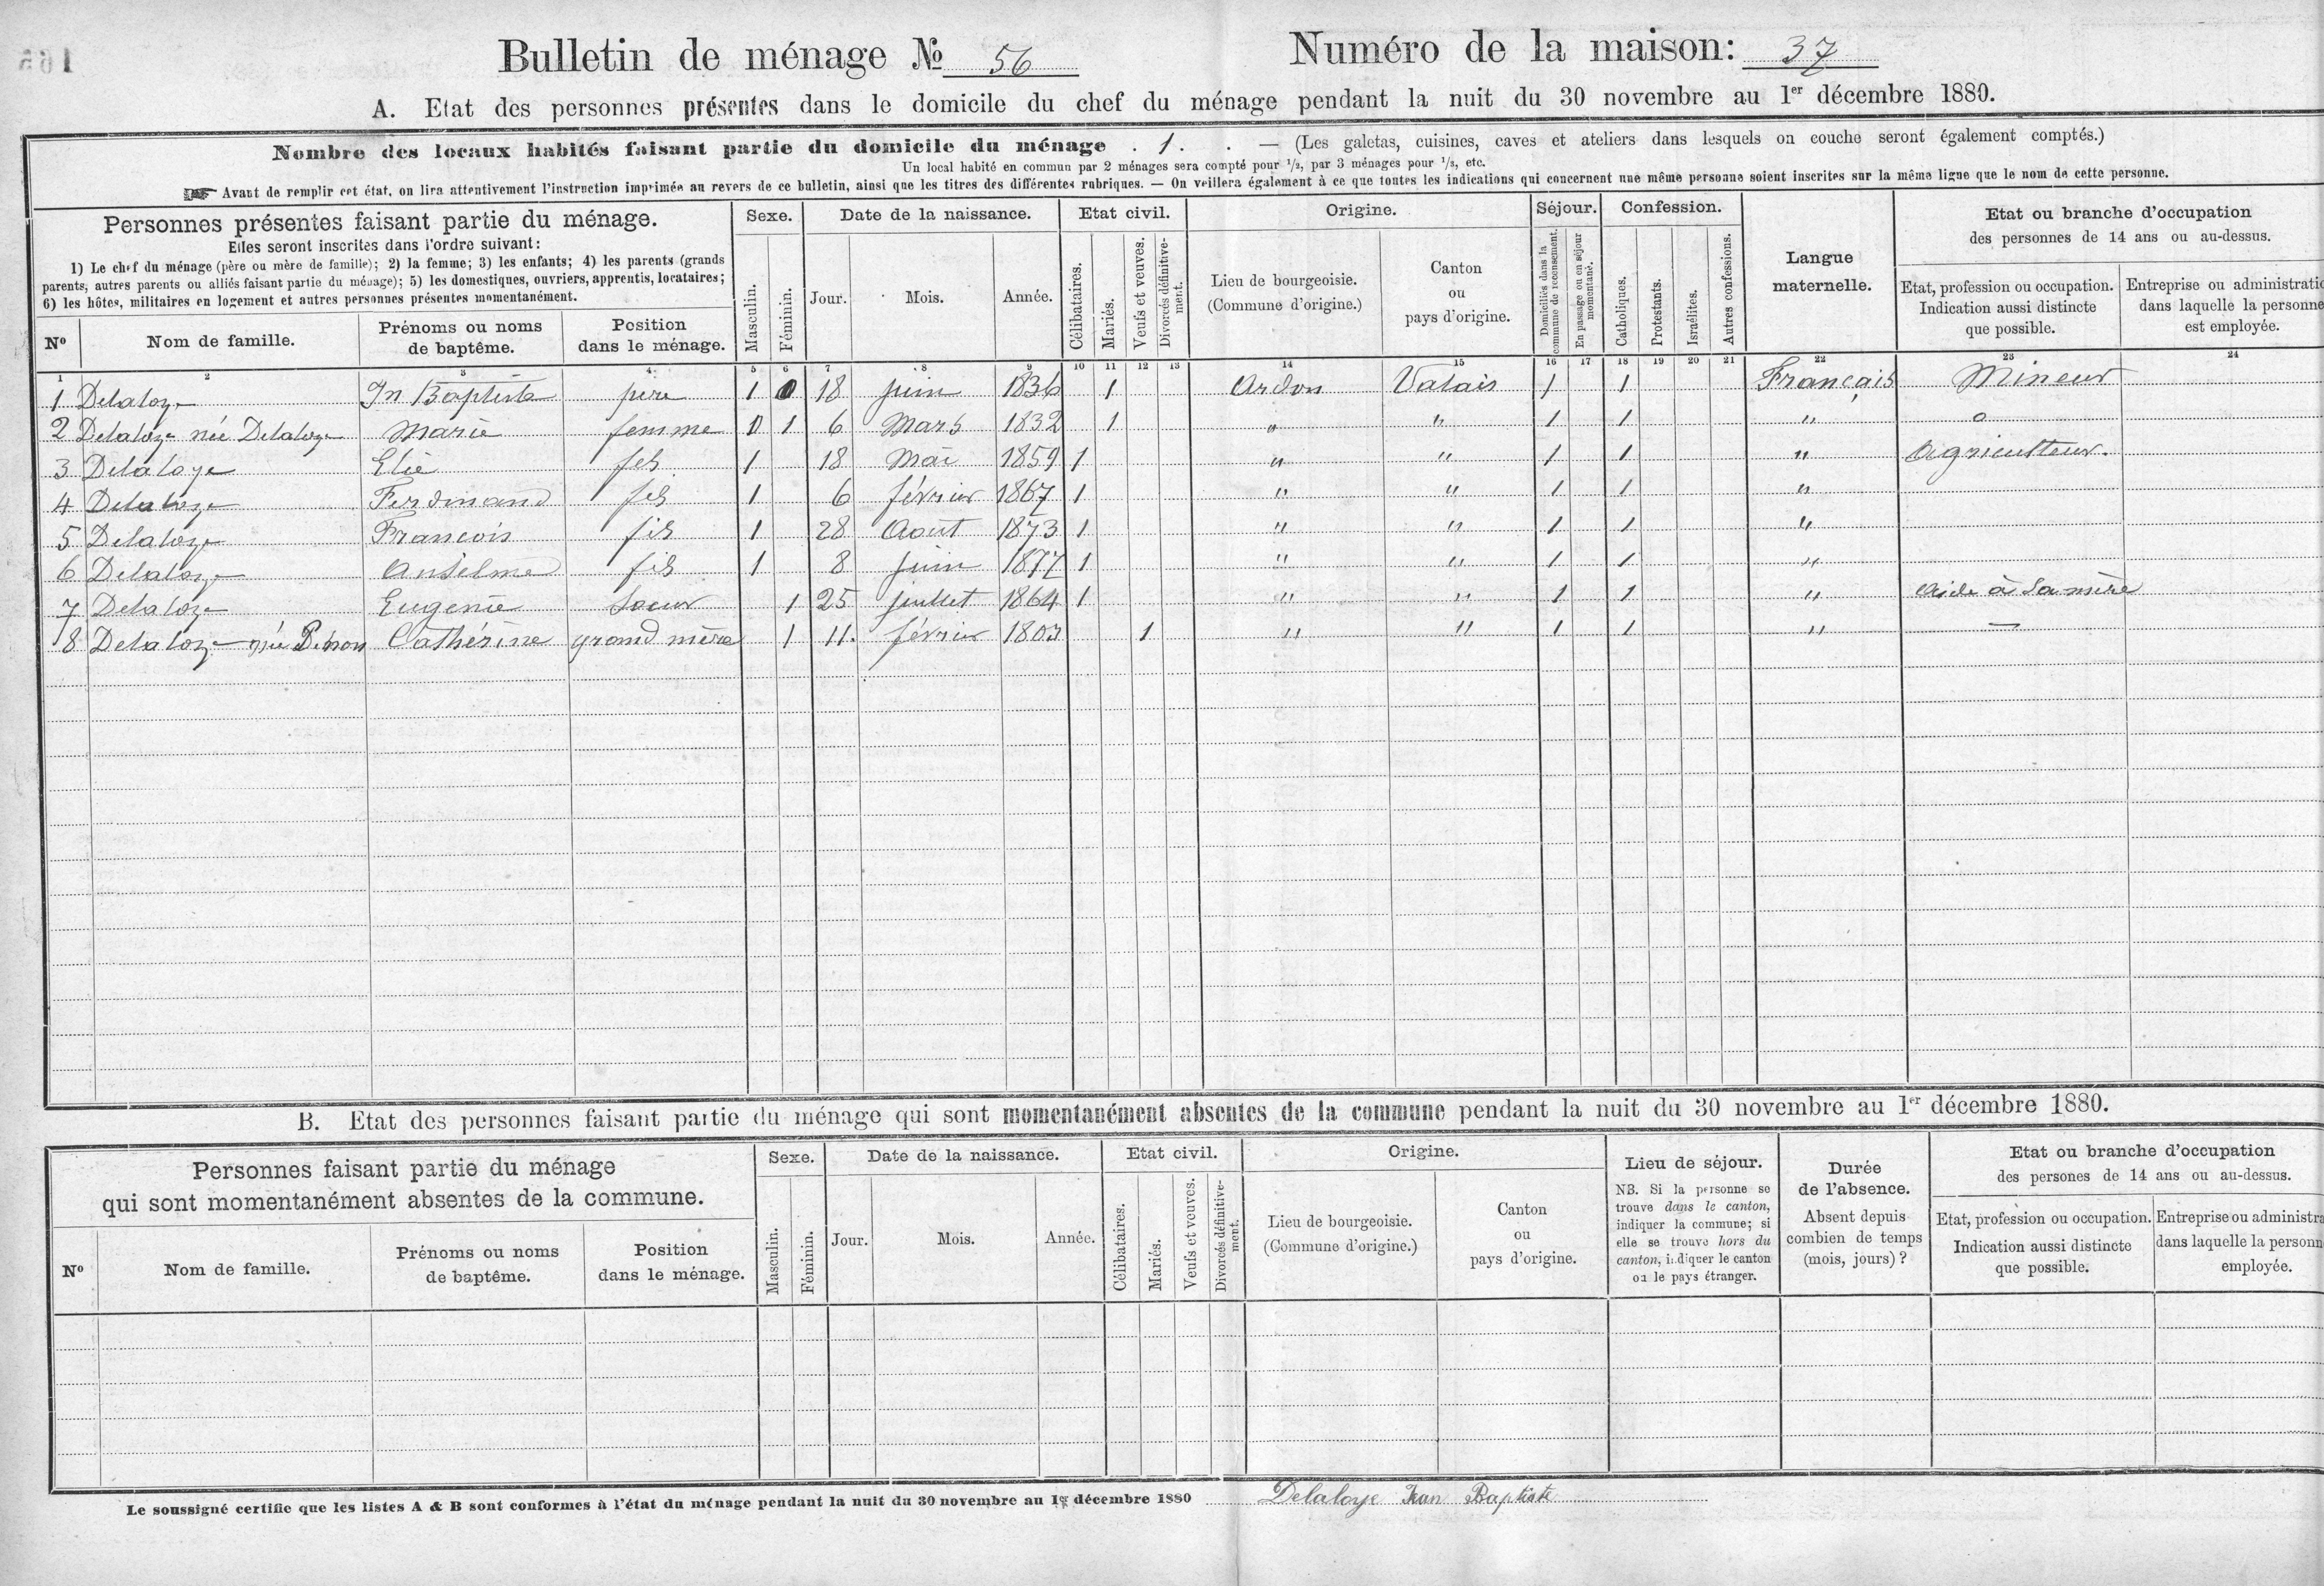 Bulletin de ménage № 56
Numéro de la maison: 37
A. Etat des personnes présentes dans le domicile du chef du ménage pendant la nuit du 30 novembre au 1er décembre 1880.
Nombre des locaux habités faisant partie du domicile du ménage . 1 . . — (Les galetas, cuisines, caves et ateliers dans lesquels on couche seront également comptés.)
Un local habité en commun par 2 ménages sera compté pour 1/2, par 3 ménages pour 1/3, etc.
Avant de remplir cet état, on lira attentivement l'instruction imprimée au revers de ce bulletin, ainsi que les titres des différentes rubriques. — On veillera également à ce que toutes les indications qui concernent une même personne soient inscrites sur la même ligne que le nom de cette personne.
Personnes présentes faisant partie du ménage.
Elles seront inscrites dans l'ordre suivant:
1) Le chef du ménage (père ou mère de famille); 2) la femme; 3) les enfants; 4) les parents (grands
parents, autres parents ou alliés faisant partie du ménage); 5) les domestiques, ouvriers, apprentis, locataires;
6) les hôtes, militaires en logement et autres personnes présentes momentanément.
No
Nom de famille.
Prénoms ou noms
de baptême.
Position
dans le ménage.
Sexe.
Masculin.
Féminin.
Date de la naissance.
Jour.
Mois.
Année.
Etat civil.
Célibataires.
Mariés.
Veufs et veuves.
Divorcés définitive-
ment.
Origine.
Lieu de bourgeoisie.
(Commune d'origine.)
Canton
ou
pays d'origine.
Séjour.
Domiciliés dans la
commune de recensement.
En passage ou en séjour
momentané.
Confession.
Catholiques.
Protestants.
Israélites.
Autres confessions.
Langue
maternelle.
Etat ou branche d'occupation
des personnes de 14 ans ou au-dessus.
Etat, profession ou occupation.
Indication aussi distincte
que possible.
Entreprise ou administratio
dans laquelle la personne
est employée.
1 2 3 4 5 6 7 8 9 10 11 12 13 14 15 16 17 18 19 20 21 22 23 24
1 Delaloye Jn Baptiste père 1 0 18 juin 1836 1 Ardon Valais 1 1 Français Mineur
2 Delaloye née Delaloye Marie femme 0 1 6 Mars 1832 1 " " 1 1 " 0
3 Delaloye Elie fils 1 18 Mai 1859 1 " " 1 1 " Agriculteur.
4 Delaloye Ferdinand fils 1 6 février 1867 1 " " 1 1 "
5 Delaloye Francois fils 1 28 Août 1873 1 " " 1 1 "
6 Delaloye Anselme fils 1 8 juin 1877 1 " " 1 1 "
7 Delaloye Eugenie Soeur 1 25 juillet 1864 1 " " 1 1 " Aide à Sa mère
8 Delaloye née Cathérine grand mère 1 11. février 1803 1 " " 1 1 " —
B. Etat des personnes faisant partie du ménage qui sont momentanément absentes de la commune pendant la nuit du 30 novembre au 1er décembre 1880.
Personnes faisant partie du ménage
qui sont momentanément absentes de la commune.
No
Nom de famille.
Prénoms ou noms
de baptême.
Position
dans le ménage.
Sexe.
Masculin.
Féminin.
Date de la naissance.
Jour.
Mois.
Année.
Etat civil.
Célibataires.
Mariés.
Veufs et veuves.
Divorcés définitive-
ment.
Origine.
Lieu de bourgeoisie.
(Commune d'origine.)
Canton
ou
pays d'origine.
Lieu de séjour.
NB. Si la personne se
trouve dans le canton,
indiquer la commune; si
elle se trouve hors du
canton, indiquer le canton
ou le pays étranger.
Durée
de l'absence.
Absent depuis
combien de temps
(mois, jours)?
Etat ou branche d'occupation
des persones de 14 ans ou au-dessus.
Etat, profession ou occupation.
Indication aussi distincte
que possible.
Entreprise ou administra
dans laquelle la personn
employée.
Le soussigné certifie que les listes A & B sont conformes à l'état du ménage pendant la nuit du 30 novembre au 1er décembre 1880 Delaloye Jean Baptiste